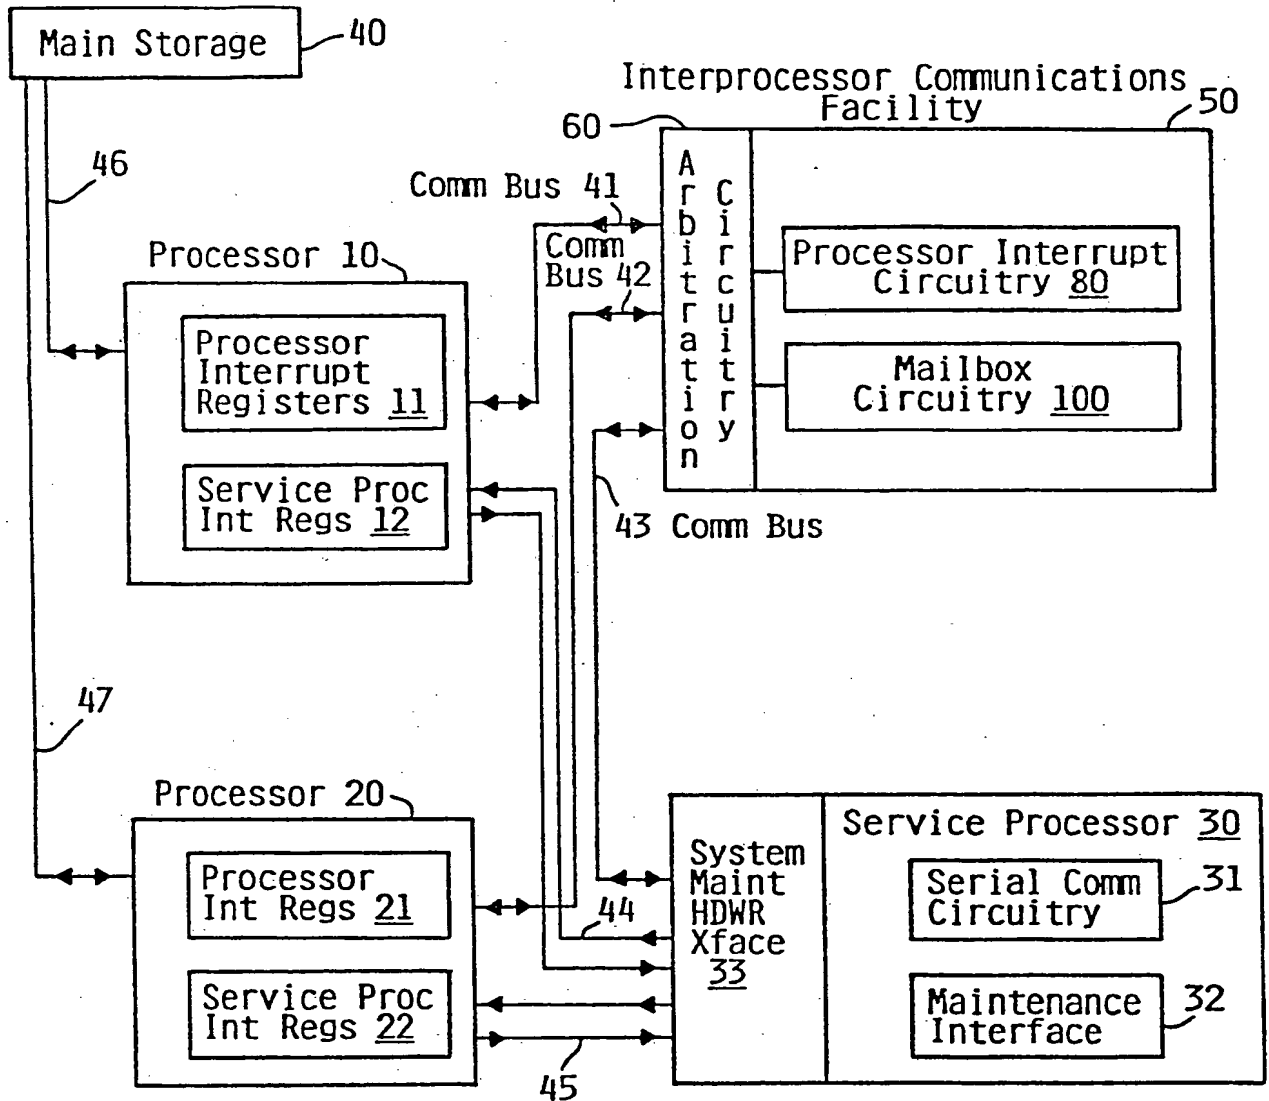 Main Storage
40
Interprocessor Communications
Facility
50
60
46
Comm Bus 41
Arbitration
Circuitry
Processor 10
Comm
Bus 42
Processor Interrupt
Circuitry 80
Processor
Interrupt
Registers 11
Mailbox
Circuitry 100
Service Proc
Int Regs 12
43 Comm Bus
47
Processor 20
Service Processor 30
System
Maint
HDWR
Xface
33
Serial Comm
Circuitry
31
Processor
Int Regs 21
44
Service Proc
Int Regs 22
Maintenance
Interface
32
45